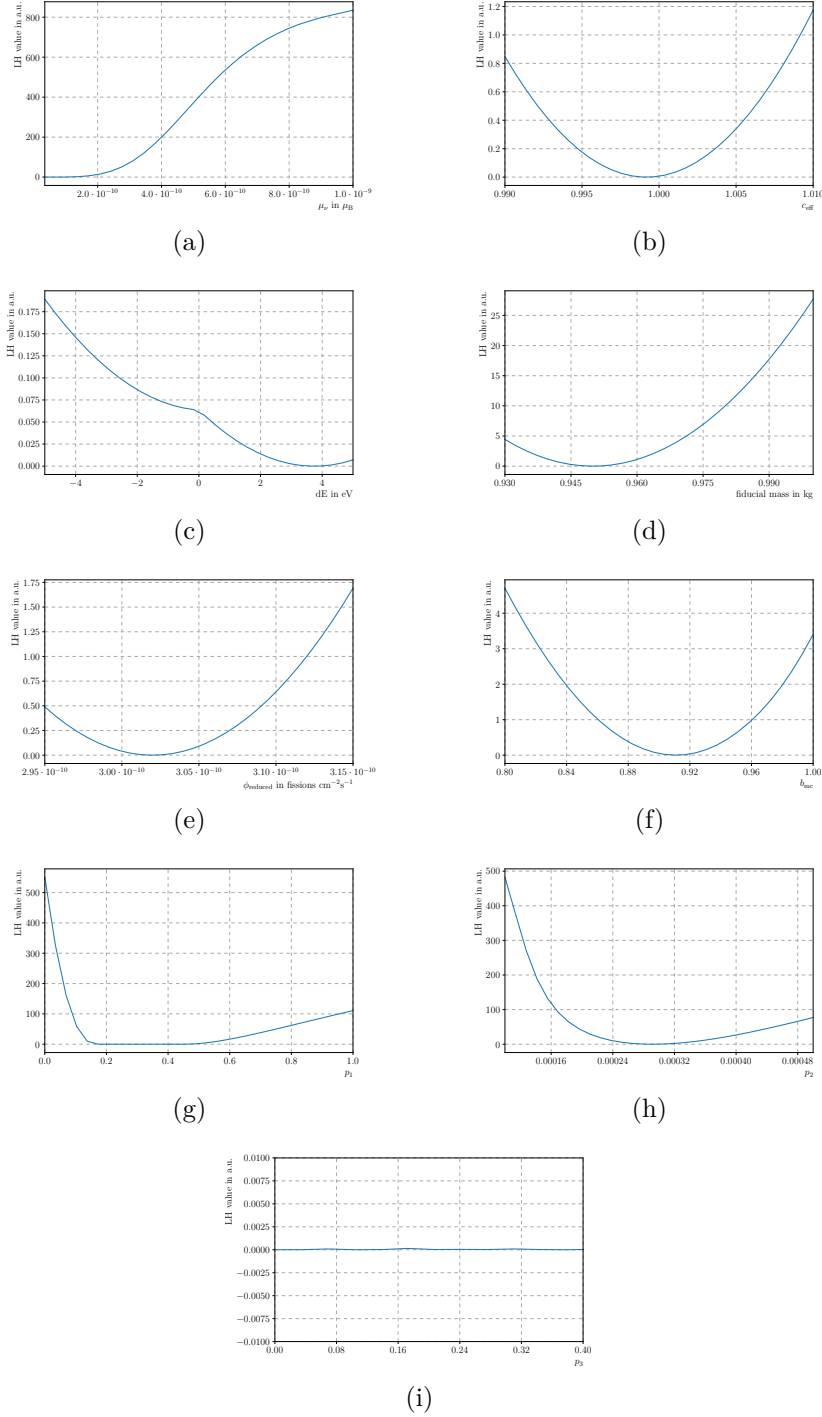 LH value in a.u.
800
600
400
200
0
2.0 · 10⁻¹⁰ 4.0 · 10⁻¹⁰ 6.0 · 10⁻¹⁰ 8.0 · 10⁻¹⁰ 1.0 · 10⁻⁹
μ_ν in μ_B
(a)
LH value in a.u.
1.2
1.0
0.8
0.6
0.4
0.2
0.0
0.990 0.995 1.000 1.005 1.010
c_eff
(b)
LH value in a.u.
0.175
0.150
0.125
0.100
0.075
0.050
0.025
0.000
−4 −2 0 2 4
dE in eV
(c)
LH value in a.u.
25
20
15
10
5
0
0.930 0.945 0.960 0.975 0.990
fiducial mass in kg
(d)
LH value in a.u.
1.75
1.50
1.25
1.00
0.75
0.50
0.25
0.00
2.95 · 10⁻¹⁰ 3.00 · 10⁻¹⁰ 3.05 · 10⁻¹⁰ 3.10 · 10⁻¹⁰ 3.15 · 10⁻¹⁰
ϕ_reduced in fissions cm⁻²s⁻¹
(e)
LH value in a.u.
4
3
2
1
0
0.80 0.84 0.88 0.92 0.96 1.00
b_mc
(f)
LH value in a.u.
500
400
300
200
100
0
0.0 0.2 0.4 0.6 0.8 1.0
p₁
(g)
LH value in a.u.
500
400
300
200
100
0
0.00016 0.00024 0.00032 0.00040 0.00048
p₂
(h)
LH value in a.u.
0.0100
0.0075
0.0050
0.0025
0.0000
−0.0025
−0.0050
−0.0075
−0.0100
0.00 0.08 0.16 0.24 0.32 0.40
p₃
(i)